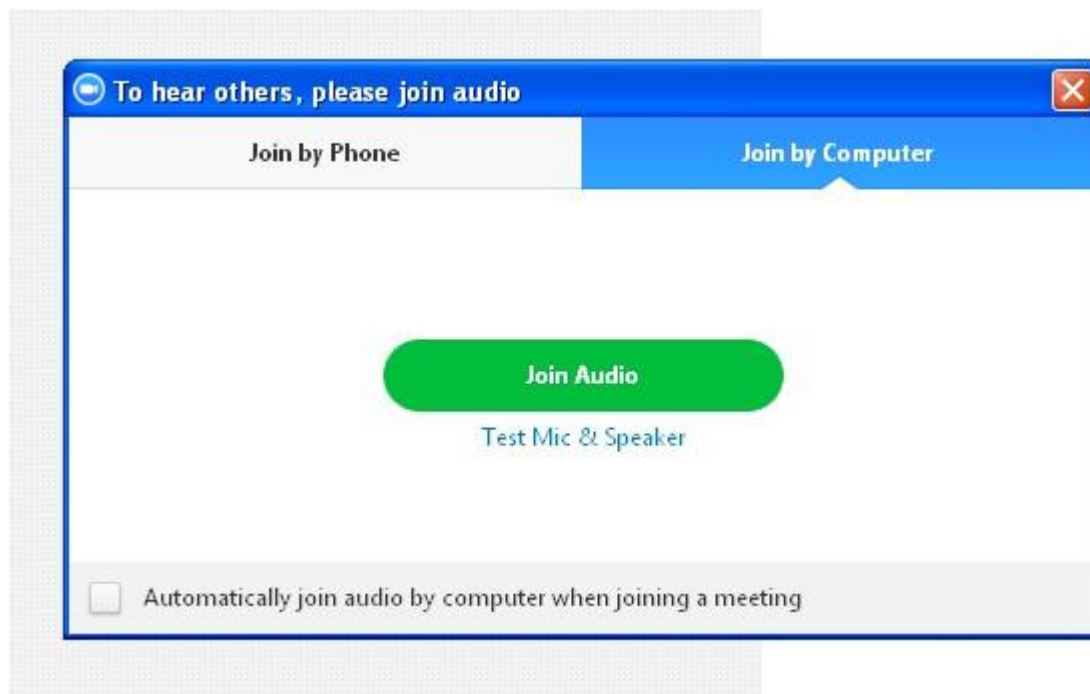 To hear others, please join audio
Join by Phone
Join by Computer
Join Audio
Test Mic & Speaker
Automatically join audio by computer when joining a meeting